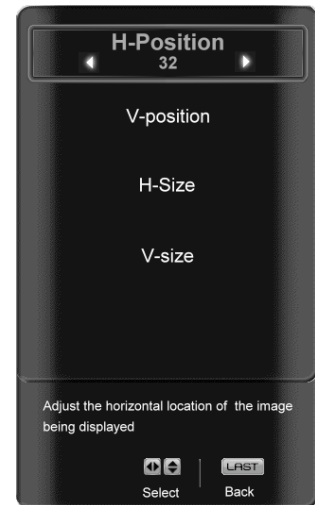 H-Position
32
V-position
H-Size
V-size
Adjust the horizontal location of the image
being displayed
LAST
Select
Back